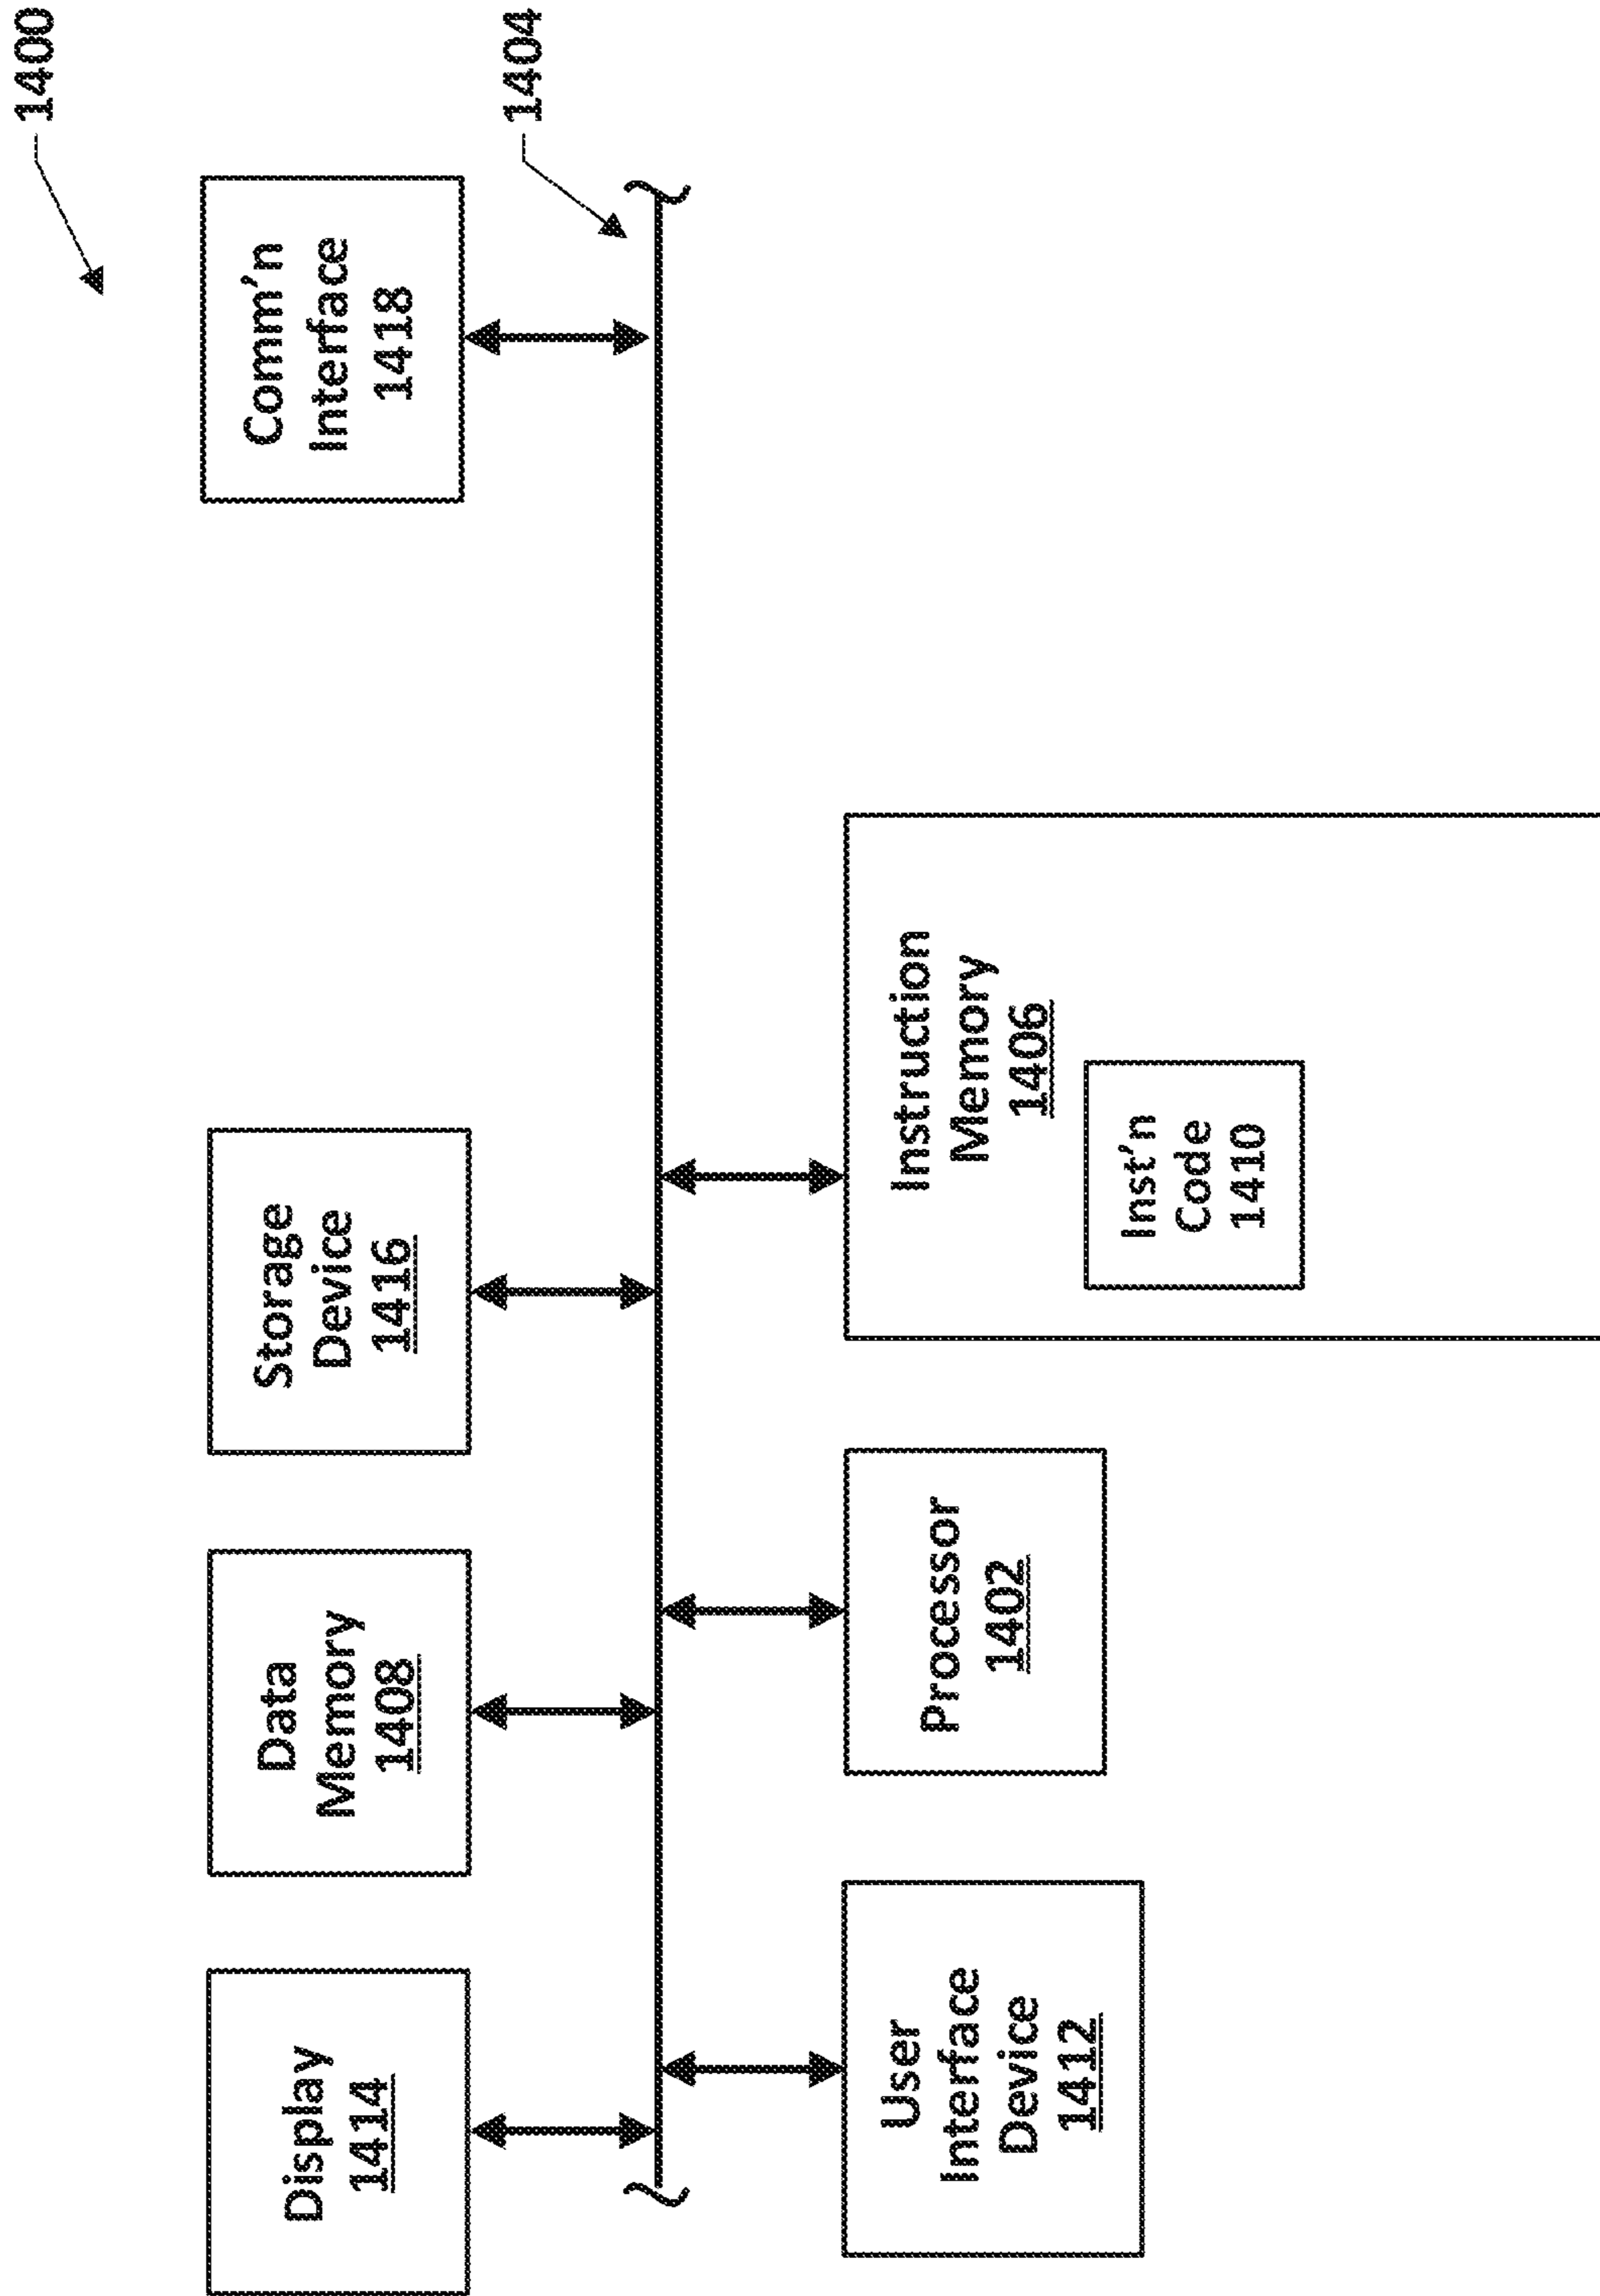 1400
Display
1414
Data
Memory
1408
Storage
Device
1416
Comm'n
Interface
1418
1404
User
Interface
Device
1412
Processor
1402
Instruction
Memory
1406
Inst'n
Code
1410